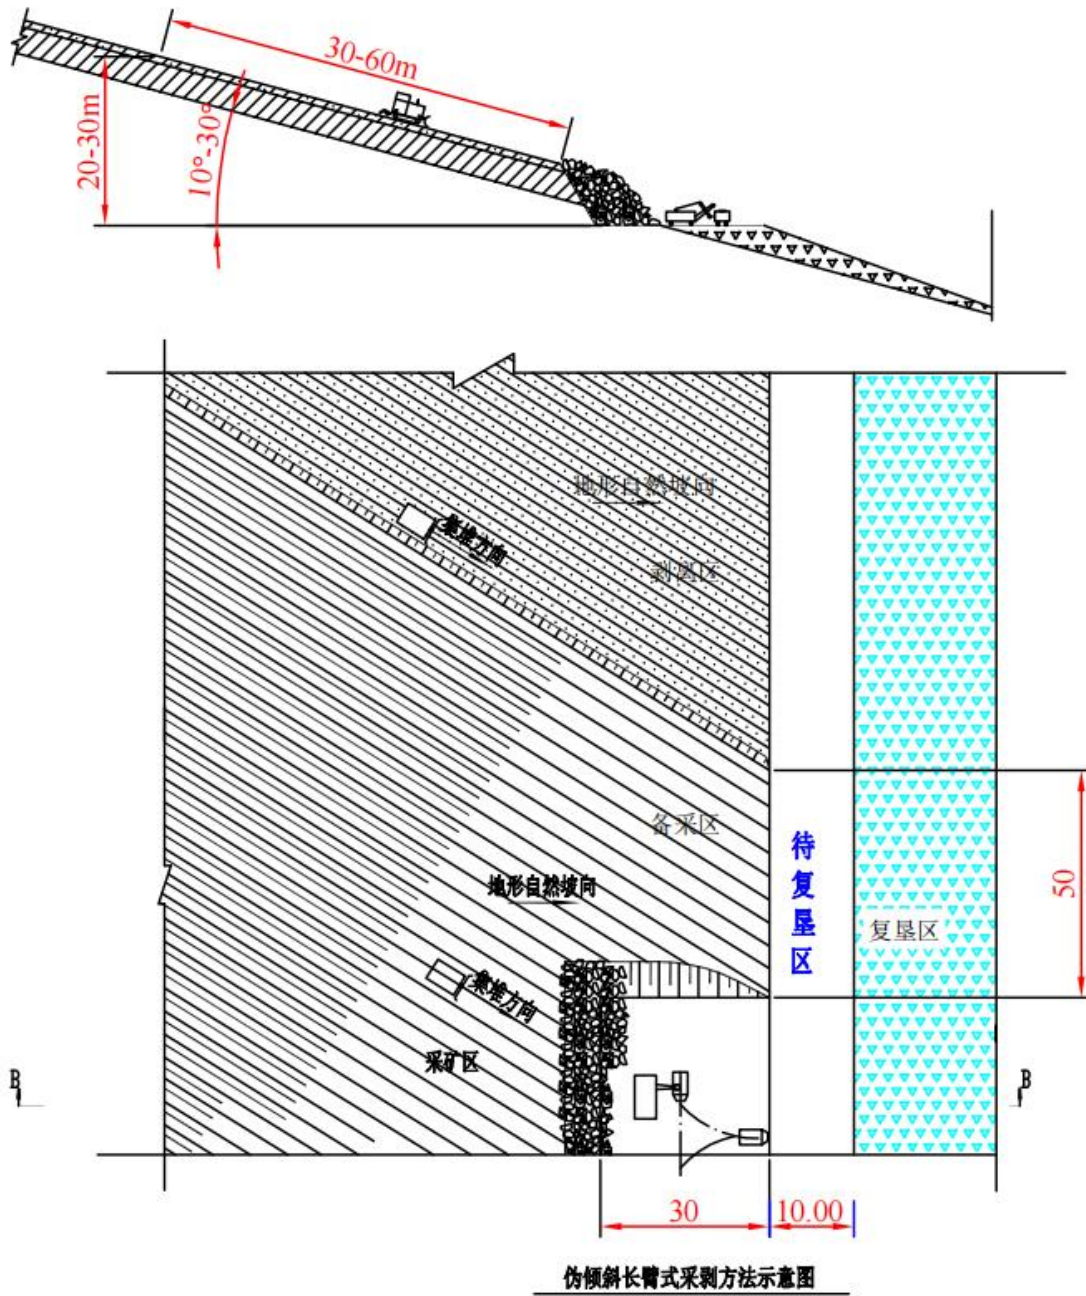 30-60m
20-30m
10°-30°
地形自然坡向
集堆方向
剥离区
备采区
待复垦区
50
地形自然坡向
复垦区
集堆方向
采矿区
B
B
30
10.00
伪倾斜长臂式采剥方法示意图